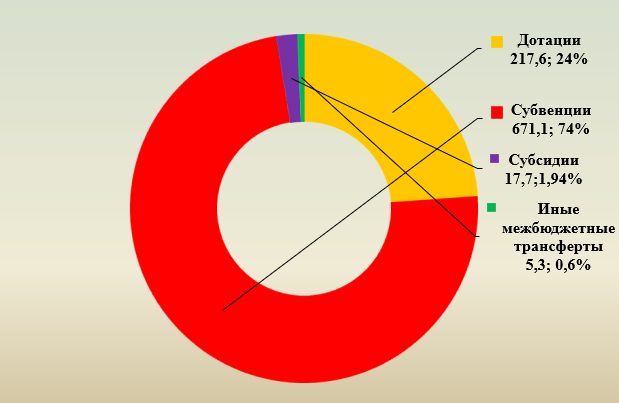 Дотации
217,6; 24%
Субвенции
671,1; 74%
Субсидии
17,7;1,94%
Иные
межбюджетные
трансферты
5,3; 0,6%